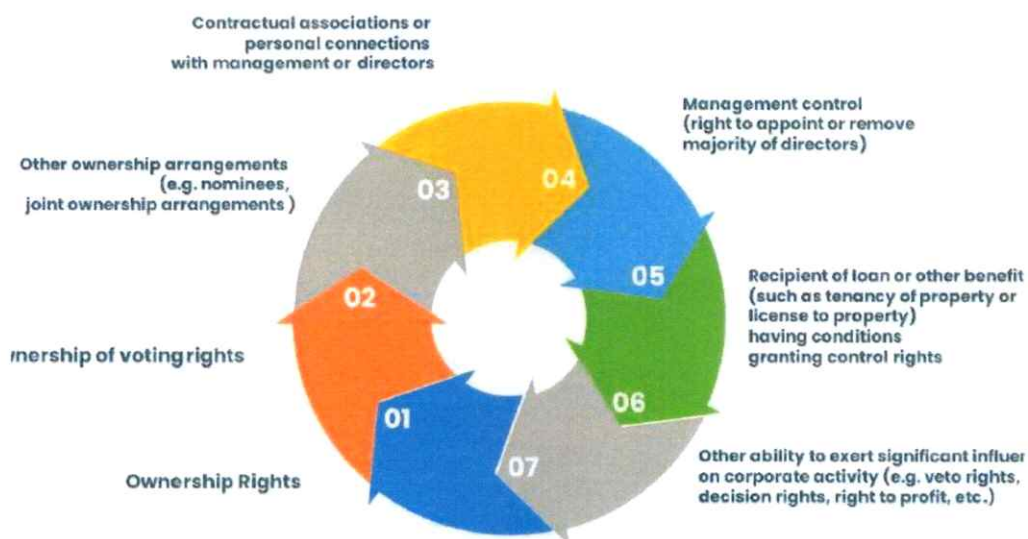 Contractual associations or
personal connections
with management or directors
Management control
(right to appoint or remove
majority of directors)
Other ownership arrangements
(e.g. nominees,
joint ownership arrangements )
03
04
05
02
Recipient of loan or other benefit
(such as tenancy of property or
license to property)
having conditions
granting control rights
nership of voting rights
01
06
07
Ownership Rights
Other ability to exert significant influer
on corporate activity (e.g. veto rights,
decision rights, right to profit, etc.)